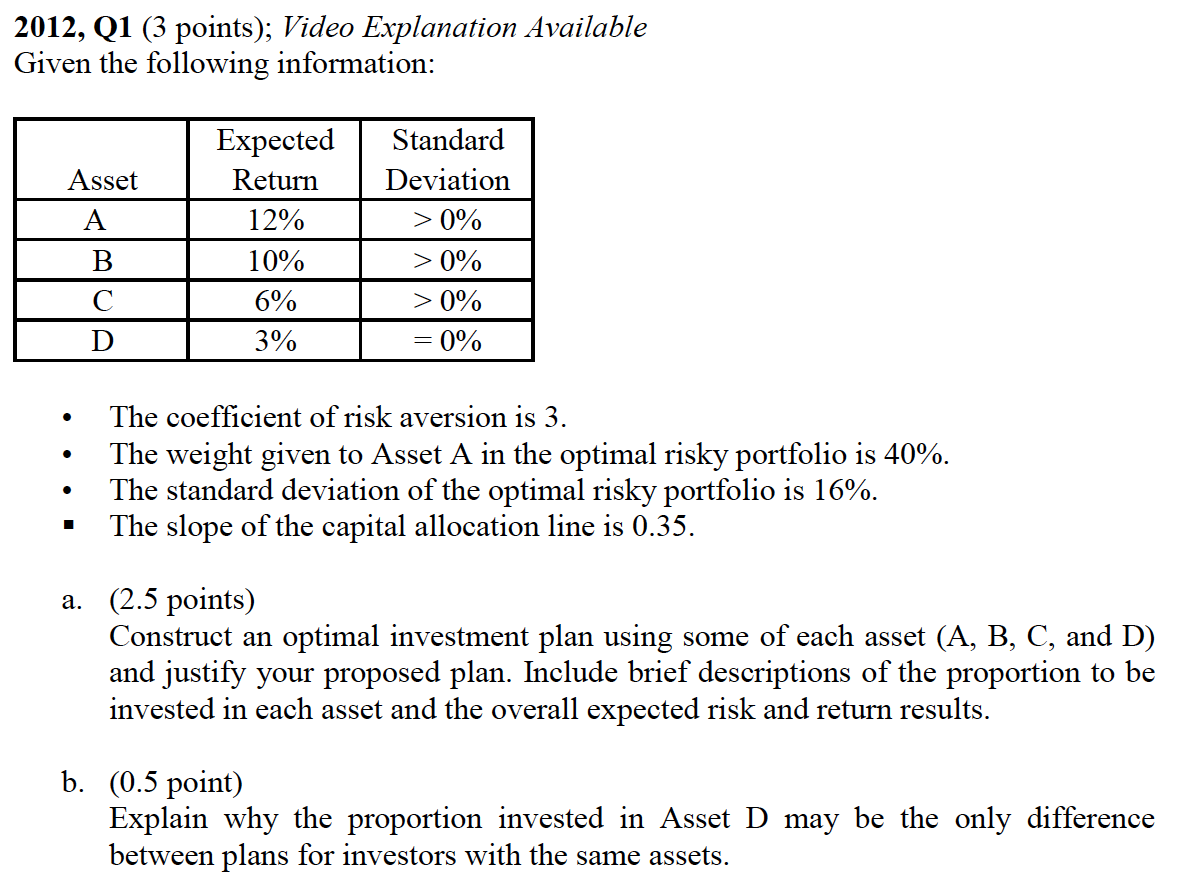 2012, Q1 (3 points); Video Explanation Available
Given the following information:
Asset Expected Return Standard Deviation
A 12% > 0%
B 10% > 0%
C 6% > 0%
D 3% = 0%
• The coefficient of risk aversion is 3.
• The weight given to Asset A in the optimal risky portfolio is 40%.
• The standard deviation of the optimal risky portfolio is 16%.
▪ The slope of the capital allocation line is 0.35.
a. (2.5 points)
Construct an optimal investment plan using some of each asset (A, B, C, and D)
and justify your proposed plan. Include brief descriptions of the proportion to be
invested in each asset and the overall expected risk and return results.
b. (0.5 point)
Explain why the proportion invested in Asset D may be the only difference
between plans for investors with the same assets.